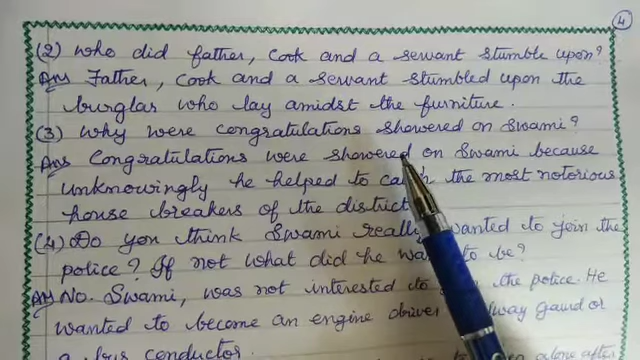 4
(2) Who did father, cook and a servant stumble upon?
Ans Father, cook and a servant stumbled upon the
burglar who lay amidst the furniture.
(3) Why were congratulations showered on Swami?
Ans Congratulations were showered on Swami because
unknowingly he helped to the most notorious
house breakers of the district
(4) Do you think Swami really wanted to join the
police? If not what did he to be?
Ans No. Swami, was not interested to the police. He
wanted to become an engine driver gaurd or
a bus conductor. alone after